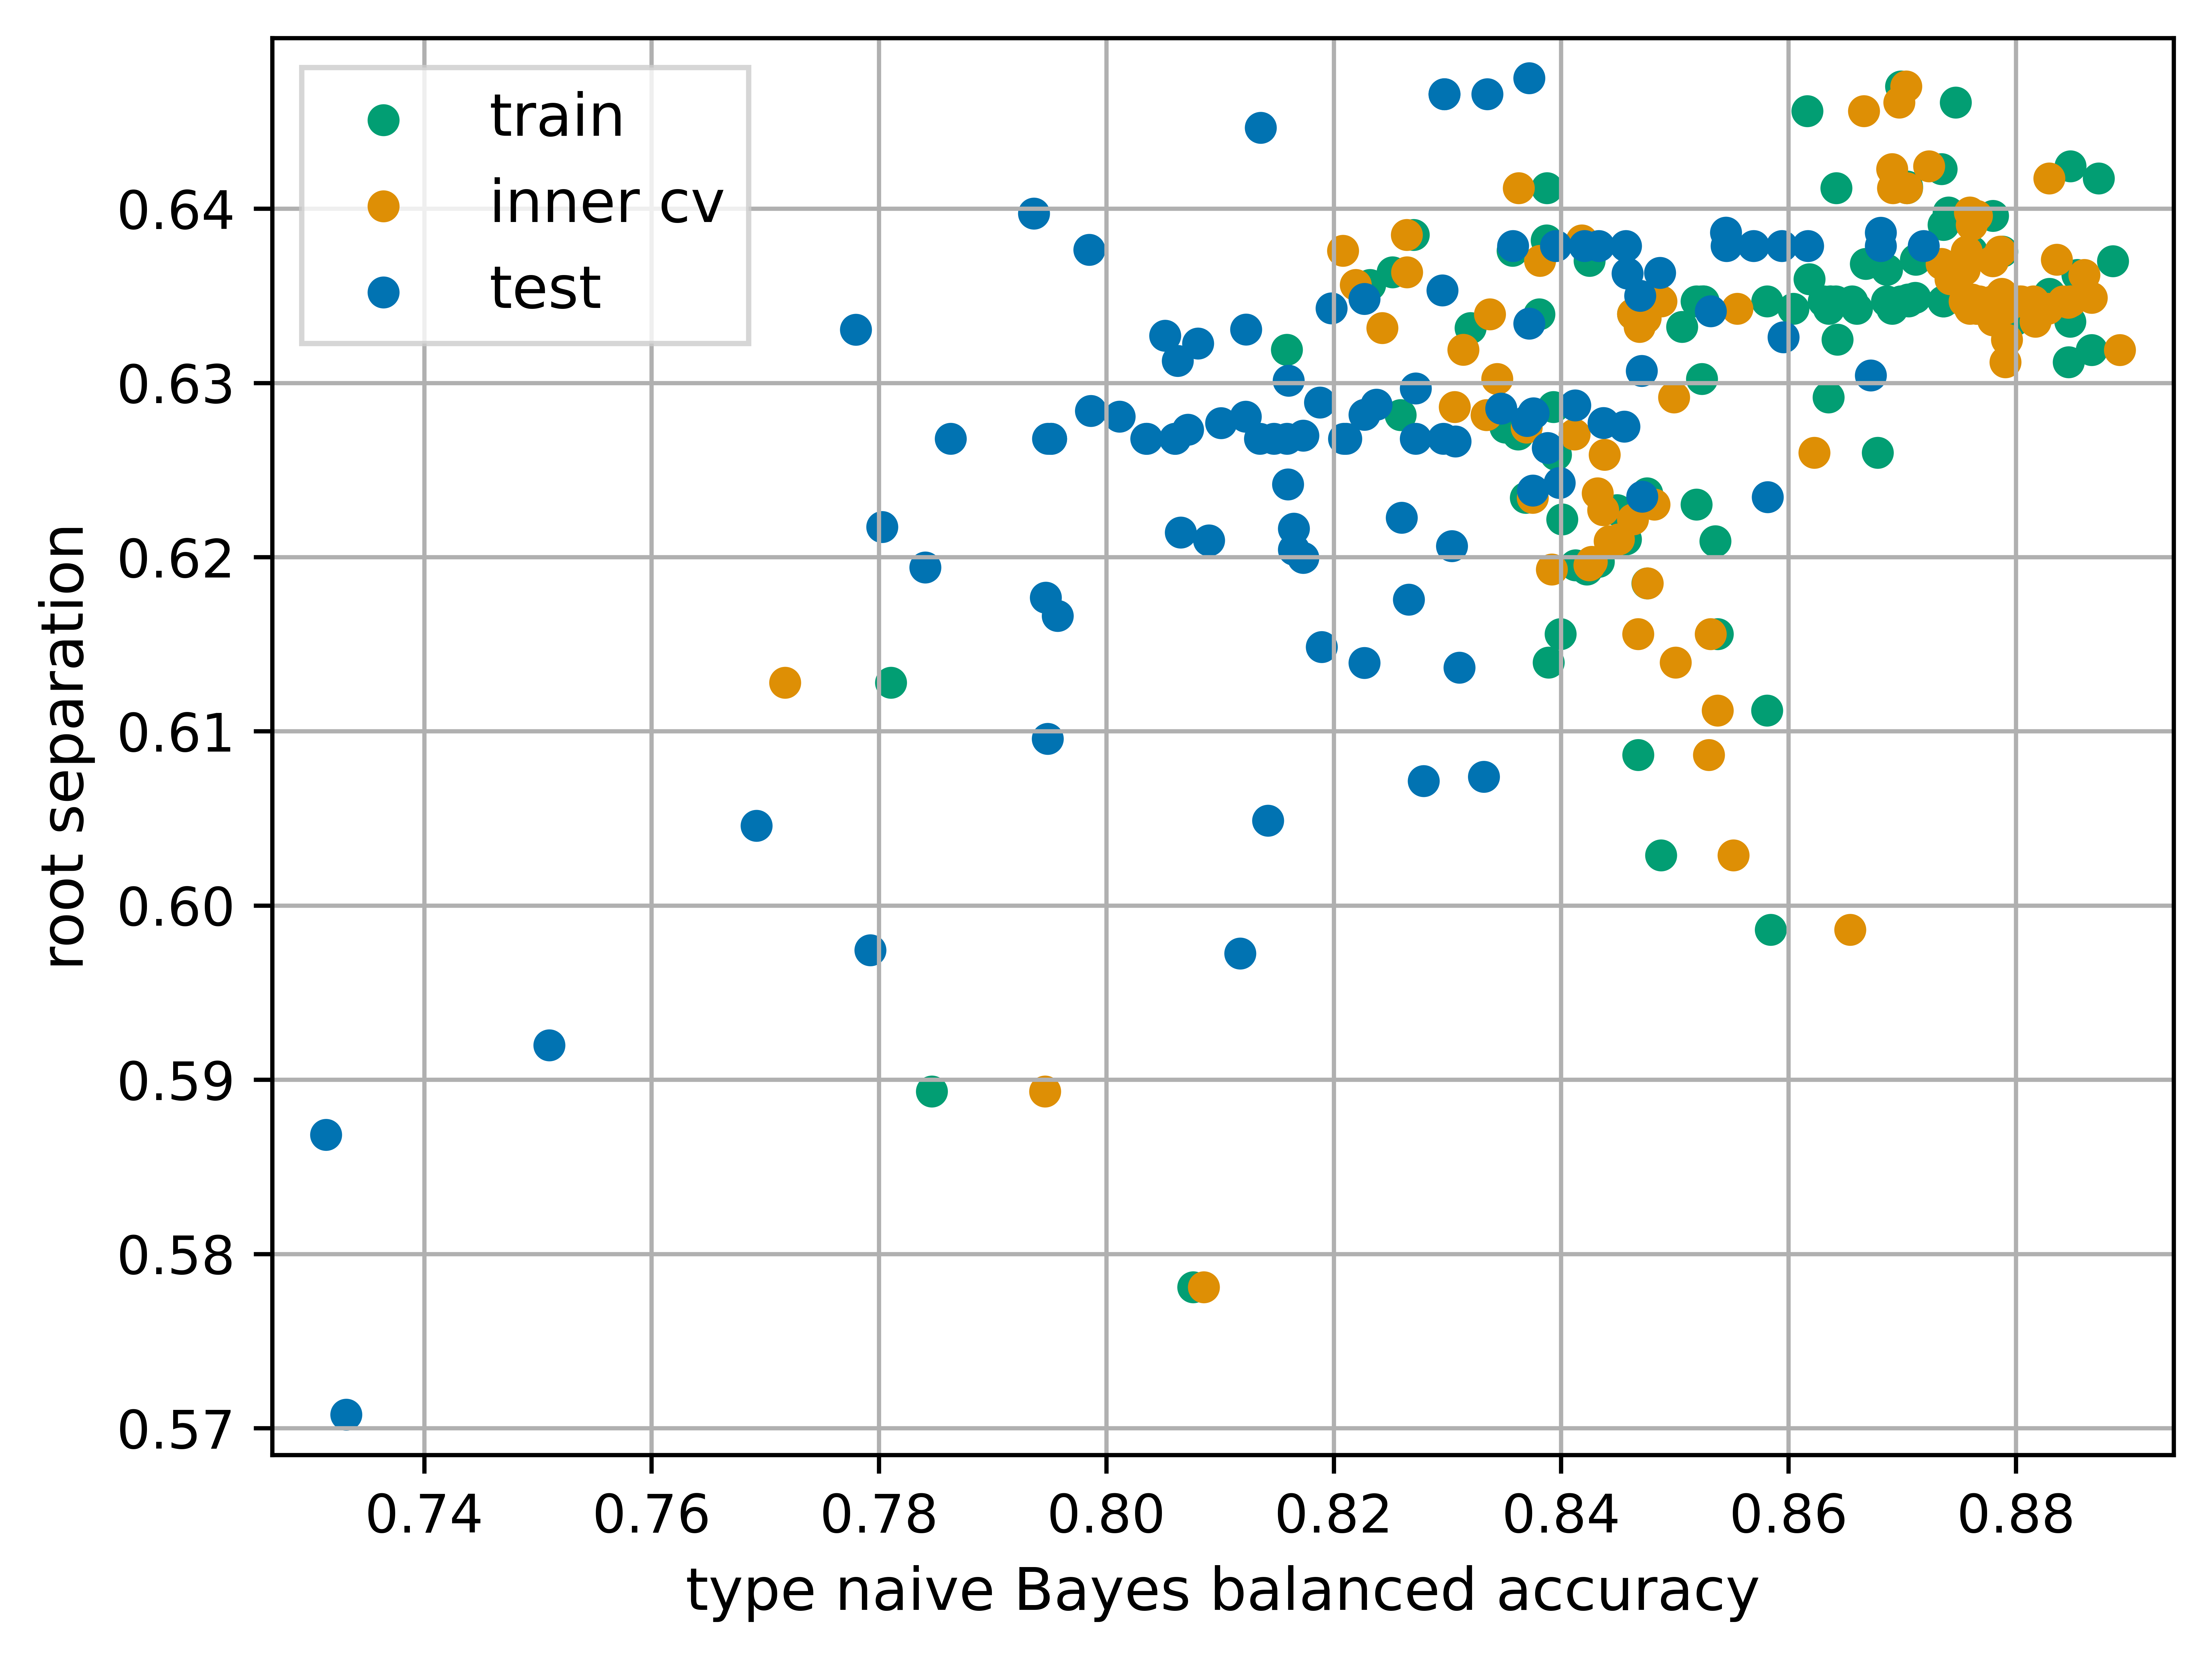 train
inner cv
test
0.64
0.63
0.62
0.61
0.60
0.59
0.58
0.57
root separation
0.74 0.76 0.78 0.80 0.82 0.84 0.86 0.88
type naive Bayes balanced accuracy